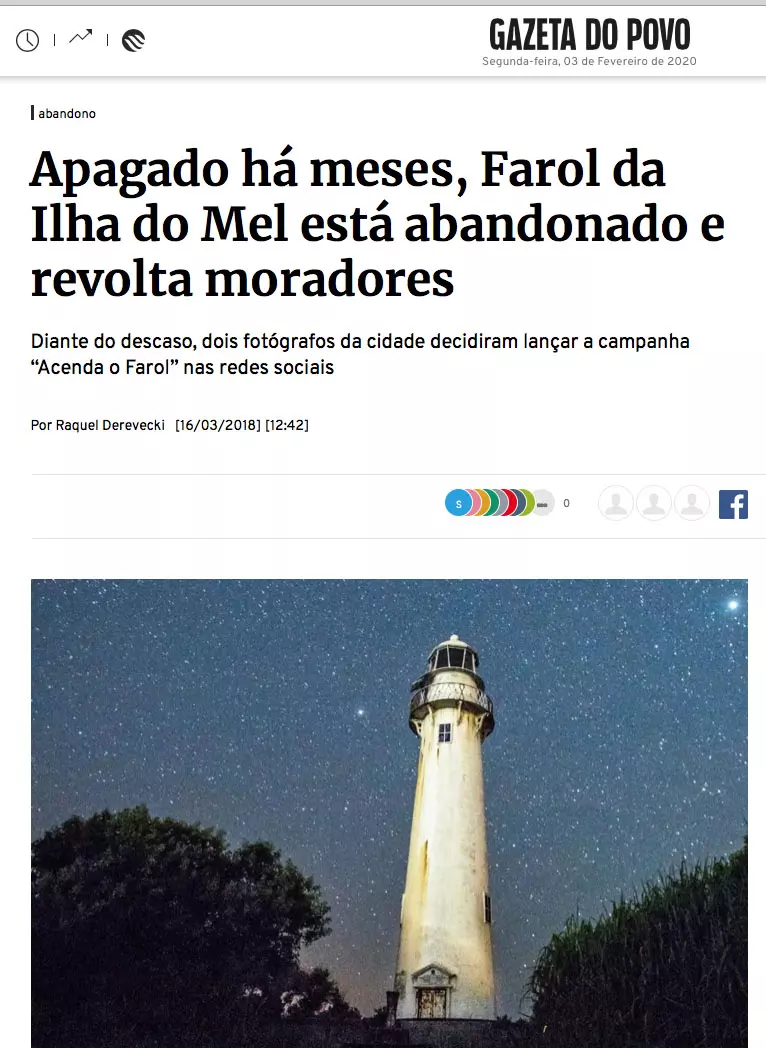 GAZETA DO POVO
Segunda-feira, 03 de Fevereiro de 2020
abandono
Apagado há meses, Farol da
Ilha do Mel está abandonado e
revolta moradores
Diante do descaso, dois fotógrafos da cidade decidiram lançar a campanha
“Acenda o Farol” nas redes sociais
Por Raquel Derevecki [16/03/2018] [12:42]
s 0